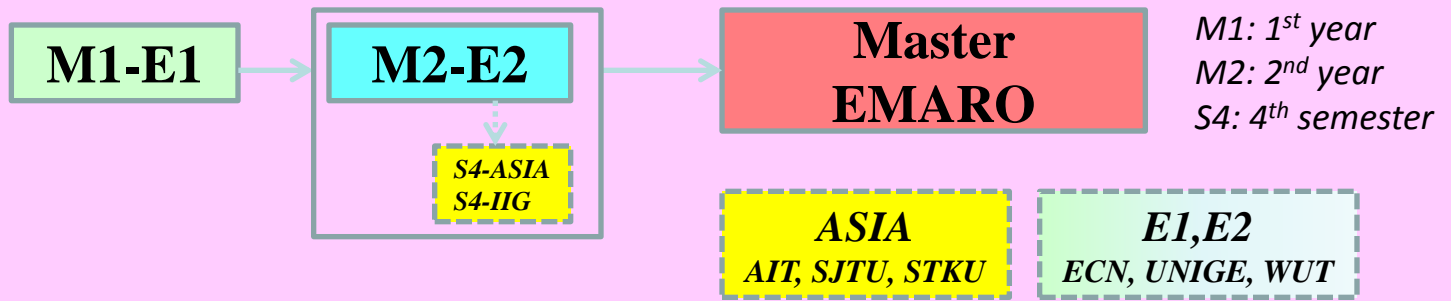 M1-E1
M2-E2
S4-ASIA
S4-IIG
Master
EMARO
M1: 1st year
M2: 2nd year
S4: 4th semester
ASIA
AIT, SJTU, STKU
E1,E2
ECN, UNIGE, WUT